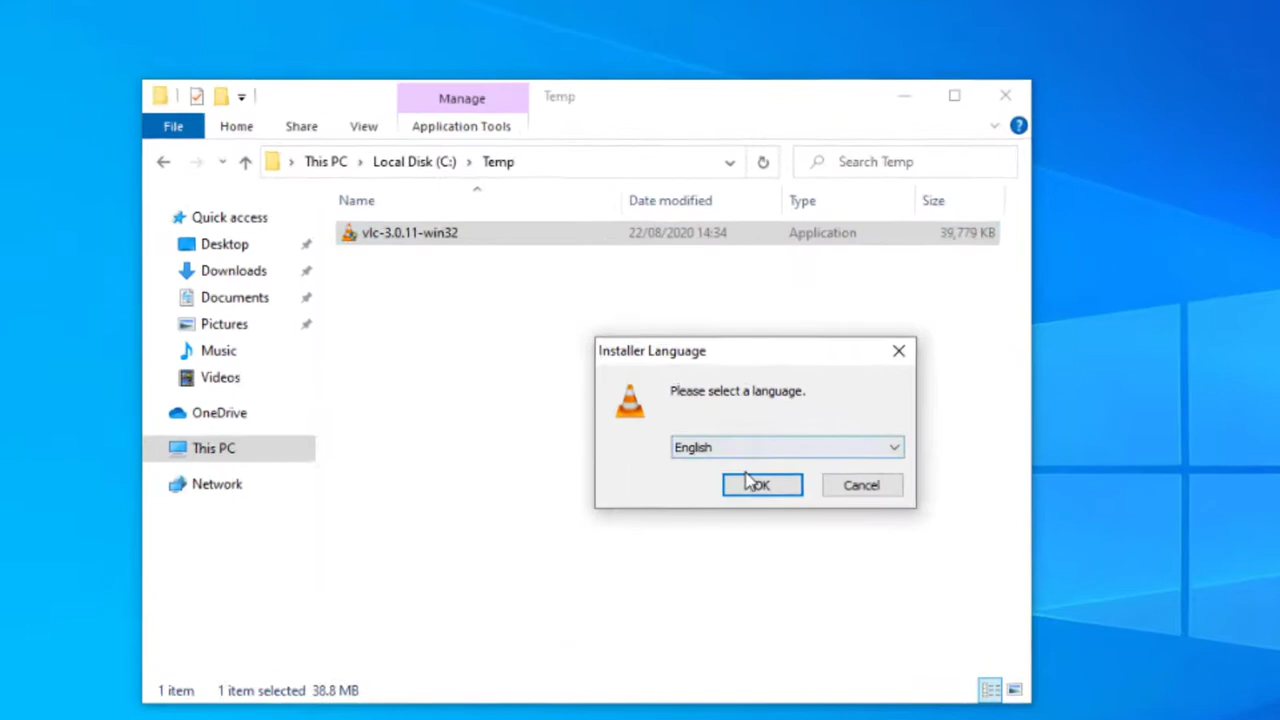 Manage
Temp
File
Home
Share
View
Application Tools
This PC
Local Disk (C:)
Temp
Search Temp
Name
Date modified
Type
Size
Quick access
vlc-3.0.11-win32
22/08/2020 14:34
Application
39,779 KB
Desktop
Downloads
Documents
Pictures
Music
Videos
OneDrive
This PC
Network
Installer Language
Please select a language.
English
OK
Cancel
1 item
1 item selected 38.8 MB